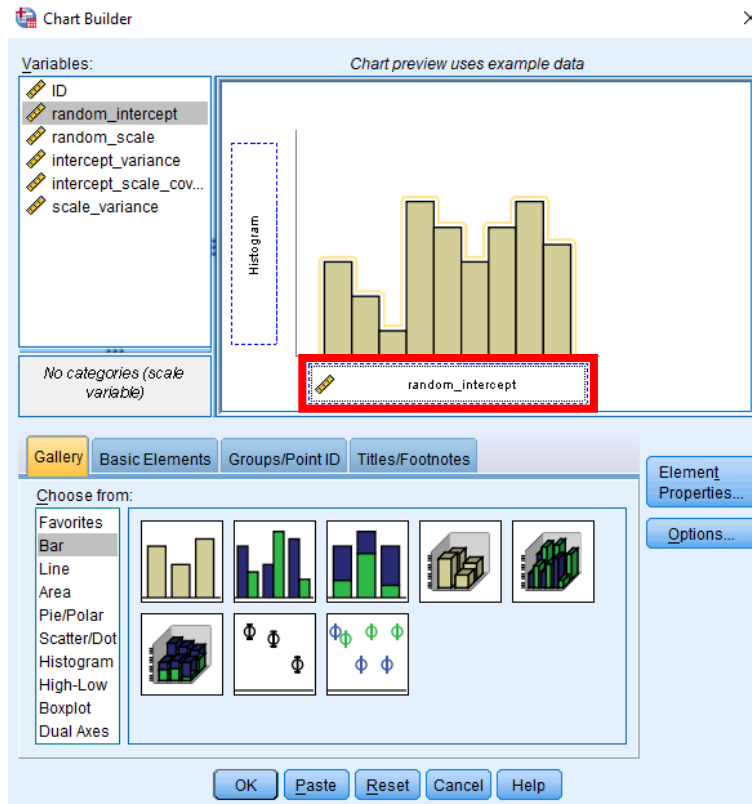 Chart Builder
Variables:
Chart preview uses example data
ID
random_intercept
random_scale
intercept_variance
intercept_scale_cov...
scale_variance
No categories (scale
variable)
Histogram
random_intercept
Gallery
Basic Elements
Groups/Point ID
Titles/Footnotes
Choose from:
Favorites
Bar
Line
Area
Pie/Polar
Scatter/Dot
Histogram
High-Low
Boxplot
Dual Axes
Element
Properties...
Options...
OK
Paste
Reset
Cancel
Help